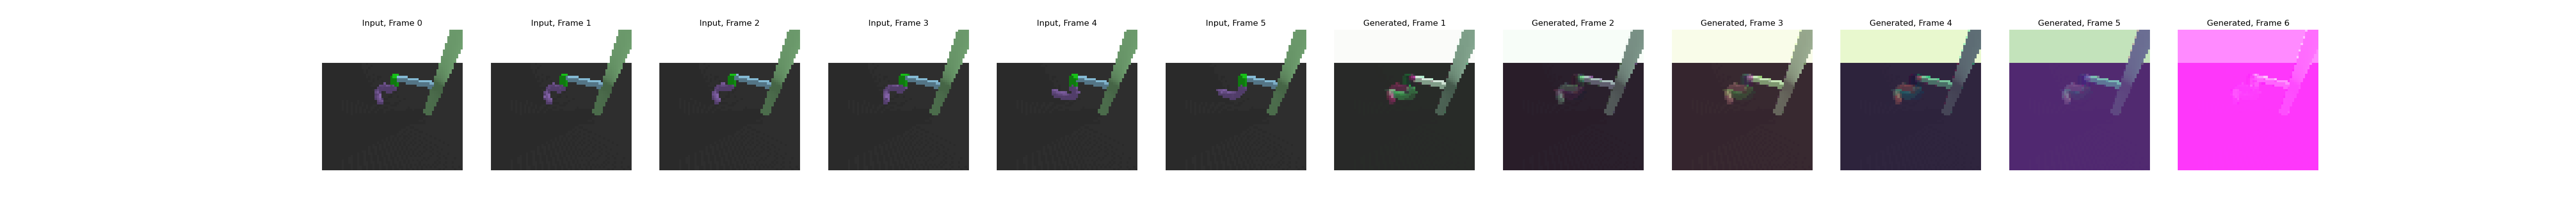 Input, Frame 0
Input, Frame 1
Input, Frame 2
Input, Frame 3
Input, Frame 4
Input, Frame 5
Generated, Frame 1
Generated, Frame 2
Generated, Frame 3
Generated, Frame 4
Generated, Frame 5
Generated, Frame 6